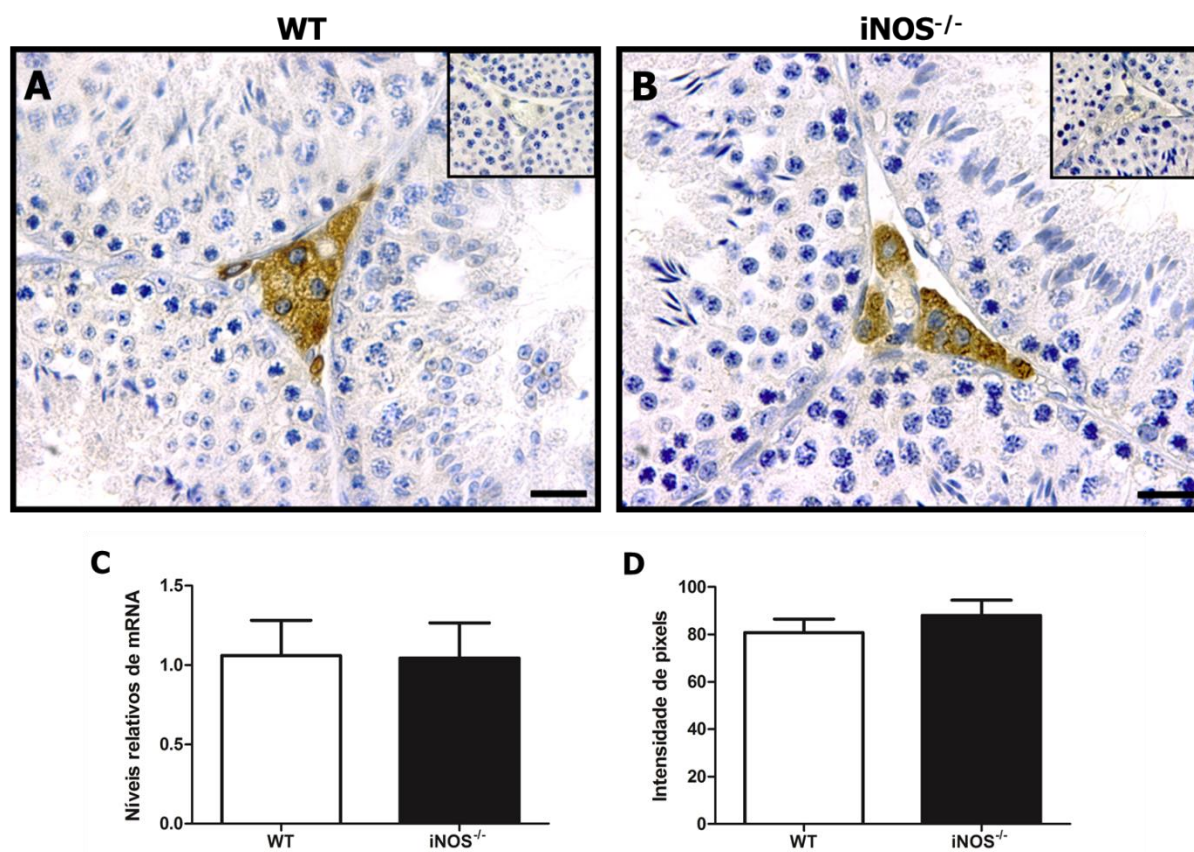 WT
iNOS⁻/⁻
A
B
C
Níveis relativos de mRNA
1.5
1.0
0.5
0.0
WT
iNOS⁻/⁻
D
Intensidade de pixels
100
80
60
40
20
0
WT
iNOS⁻/⁻